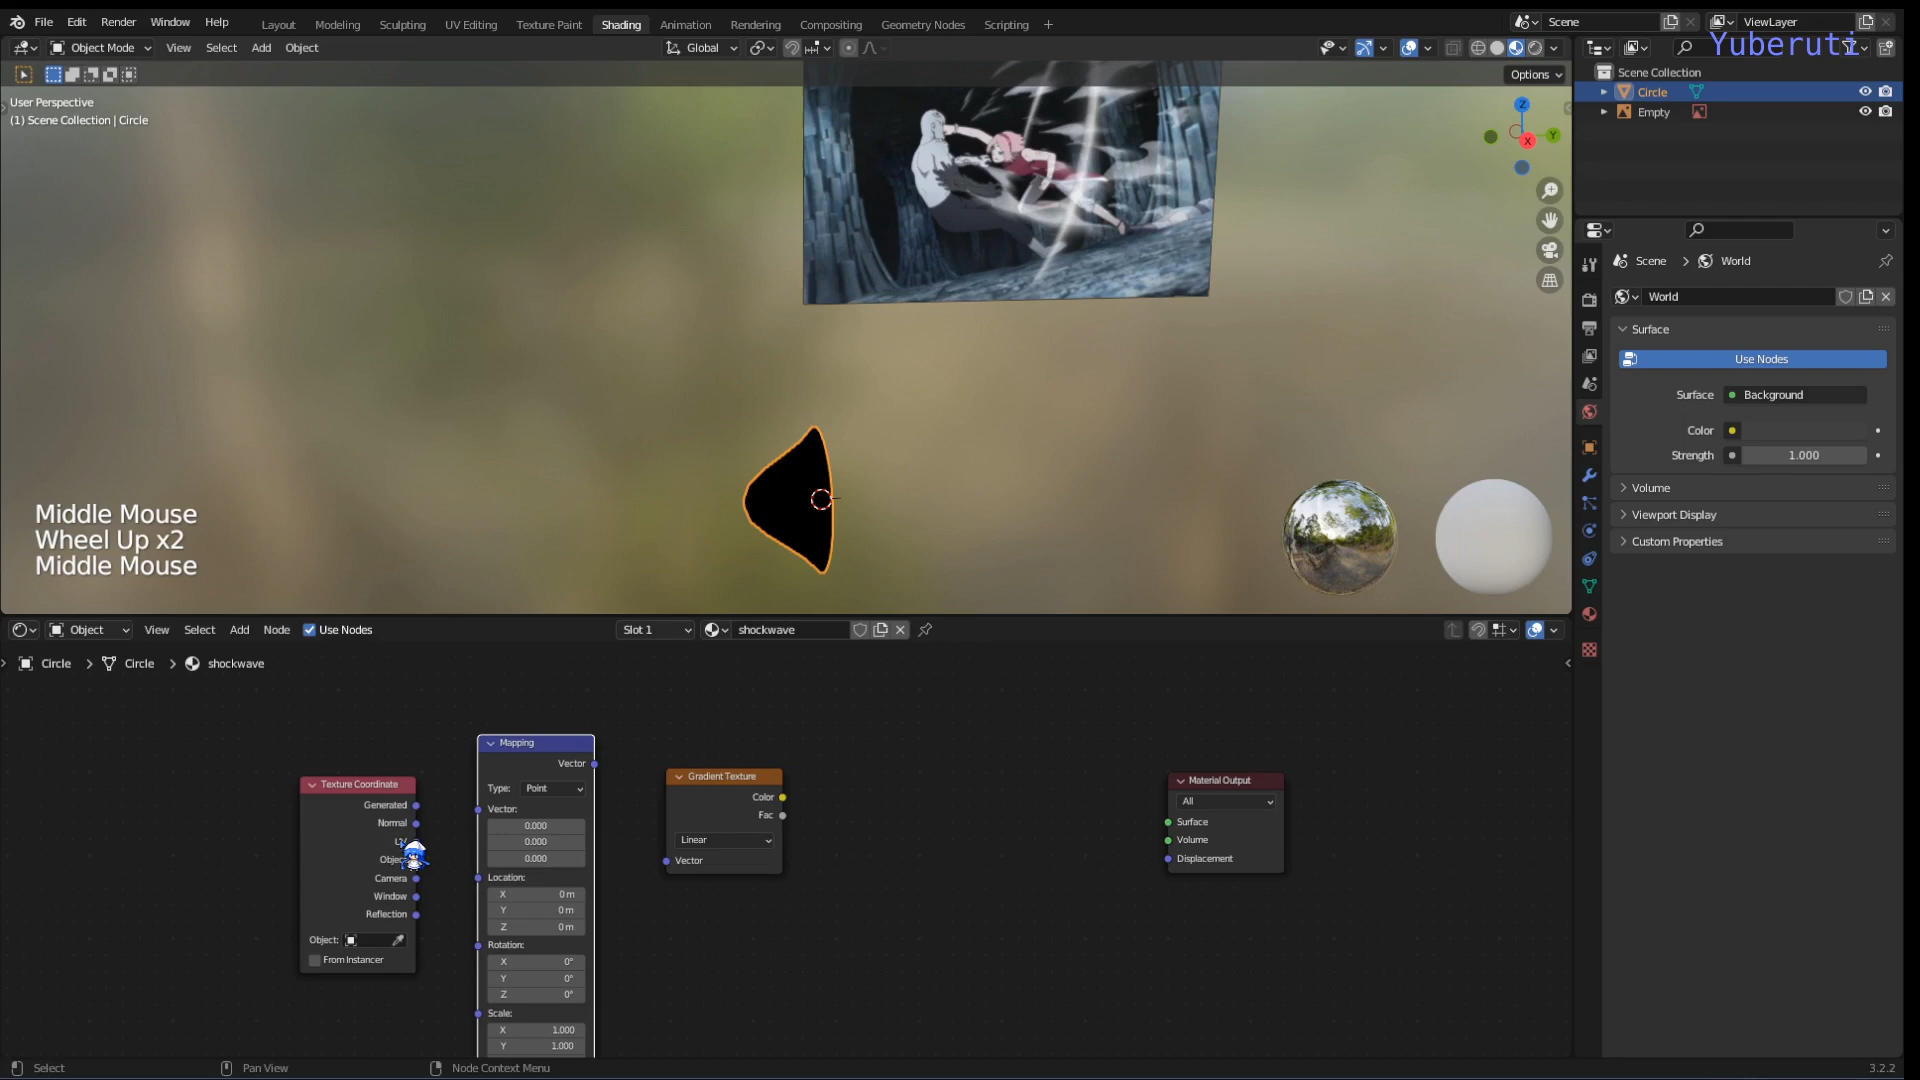 File Edit Render Window Help
Layout Modeling Sculpting UV Editing Texture Paint Shading Animation Rendering Compositing Geometry Nodes Scripting +
Scene ViewLayer
Yuberuti
Object Mode View Select Add Object Global
Options
User Perspective
(1) Scene Collection | Circle
Z
Y
X
Scene Collection
Circle
Empty
Scene > World
World
Surface
Use Nodes
Surface Background
Color
Strength 1.000
Volume
Viewport Display
Custom Properties
Middle Mouse
Wheel Up x2
Middle Mouse
Object View Select Add Node Use Nodes Slot 1 shockwave
Circle > Circle > shockwave
Texture Coordinate
Generated
Normal
Camera
Window
Reflection
Object:
From Instancer
Mapping
Vector
Type: Point
Vector:
0.000
0.000
0.000
Location:
X 0 m
Y 0 m
Z 0 m
Rotation:
X 0°
Y 0°
Z 0°
Scale:
X 1.000
Y 1.000
Gradient Texture
Color
Fac
Linear
Vector
Material Output
All
Surface
Volume
Displacement
Select Pan View Node Context Menu 3.2.2